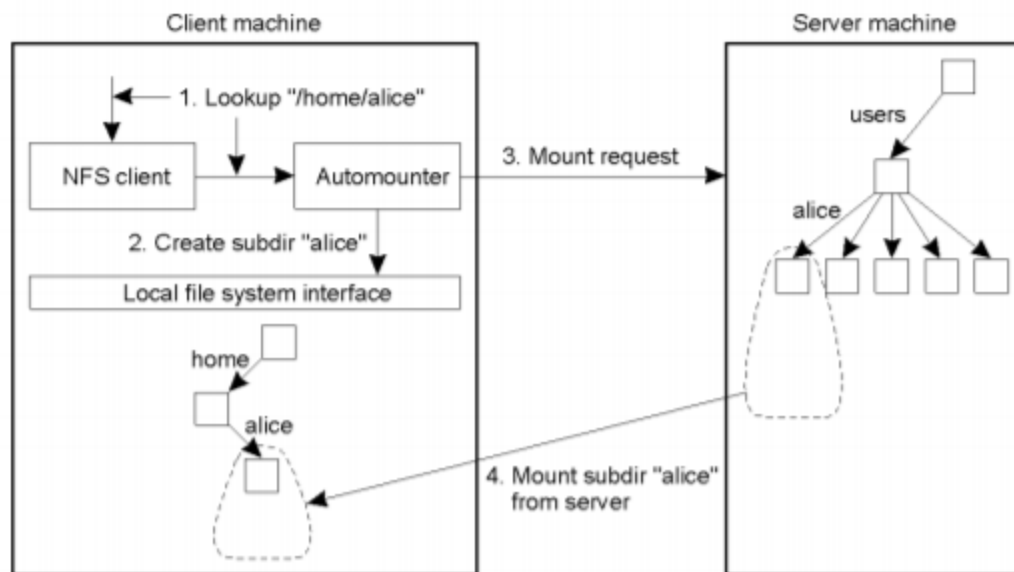 Client machine
Server machine
1. Lookup "/home/alice"
users
NFS client
Automounter
3. Mount request
alice
2. Create subdir "alice"
Local file system interface
home
alice
4. Mount subdir "alice"
from server